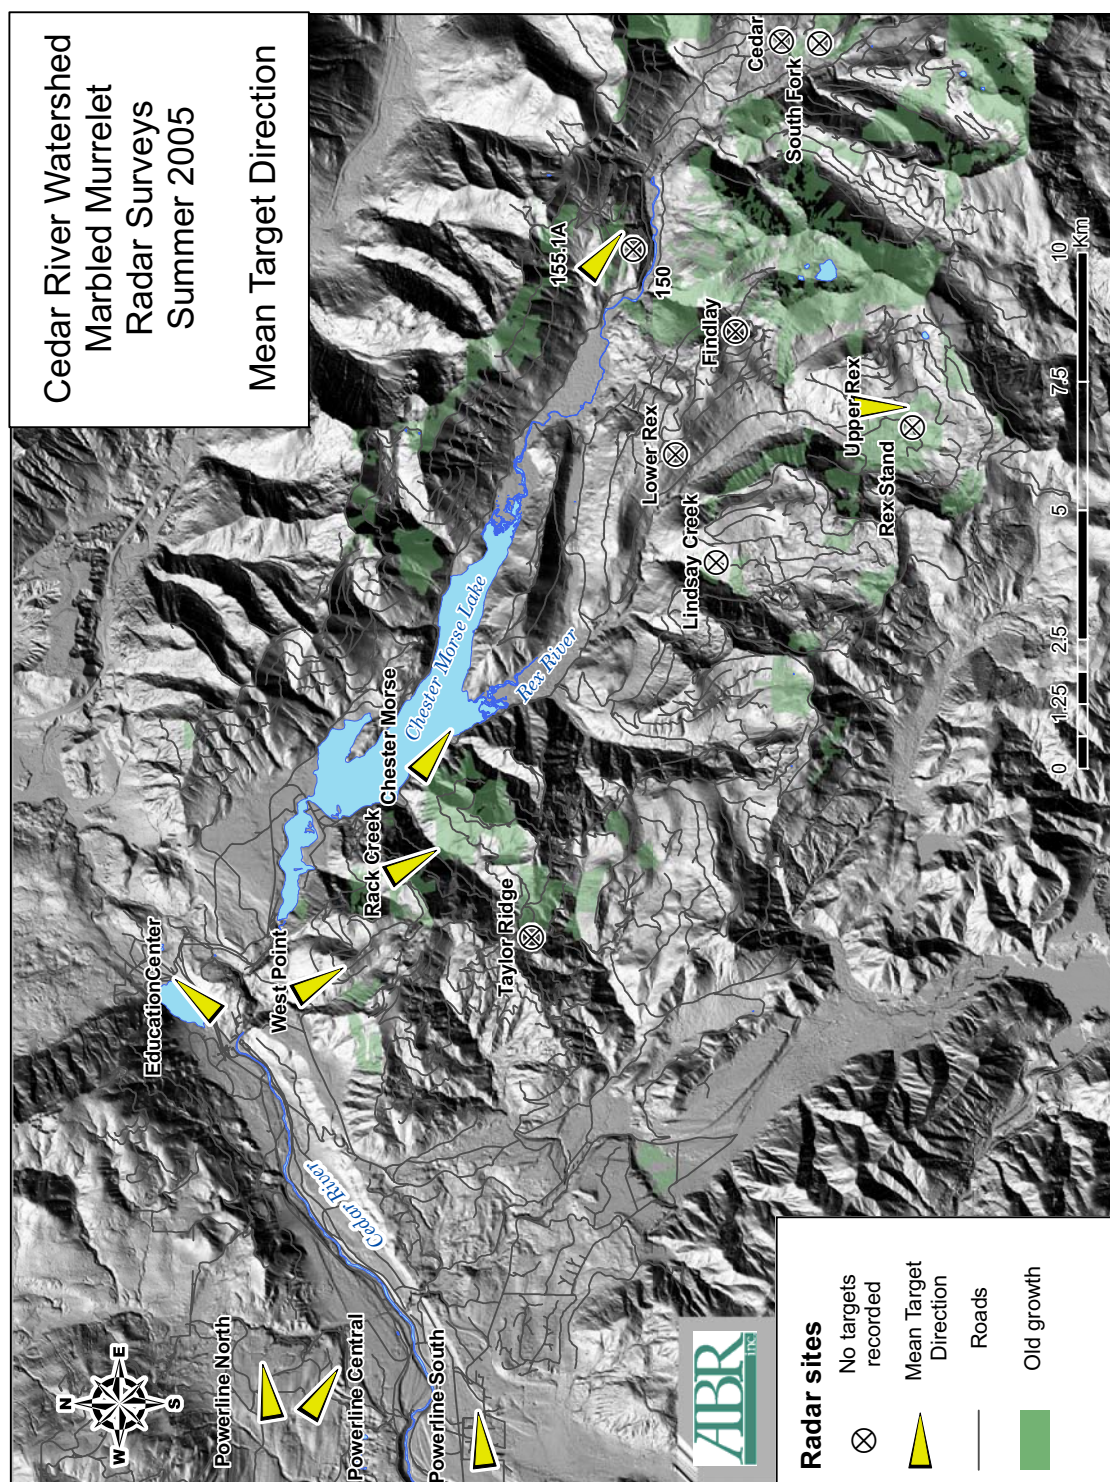 Cedar River Watershed
Marbled Murrelet
Radar Surveys
Summer 2005
Mean Target Direction
N
E
S
W
Powerline North
Powerline Central
Powerline South
Cedar River
EducationCenter
West Point
Rack Creek
Chester Morse
Chester Morse Lake
Rex River
Taylor Ridge
Lindsay Creek
Lower Rex
Rex Stand
Upper Rex
Findlay
155.1A
150
Cedar
South Fork
0 1.25 2.5 5 7.5 10
Km
ABR
inc
Radar sites
No targets
recorded
Mean Target
Direction
Roads
Old growth